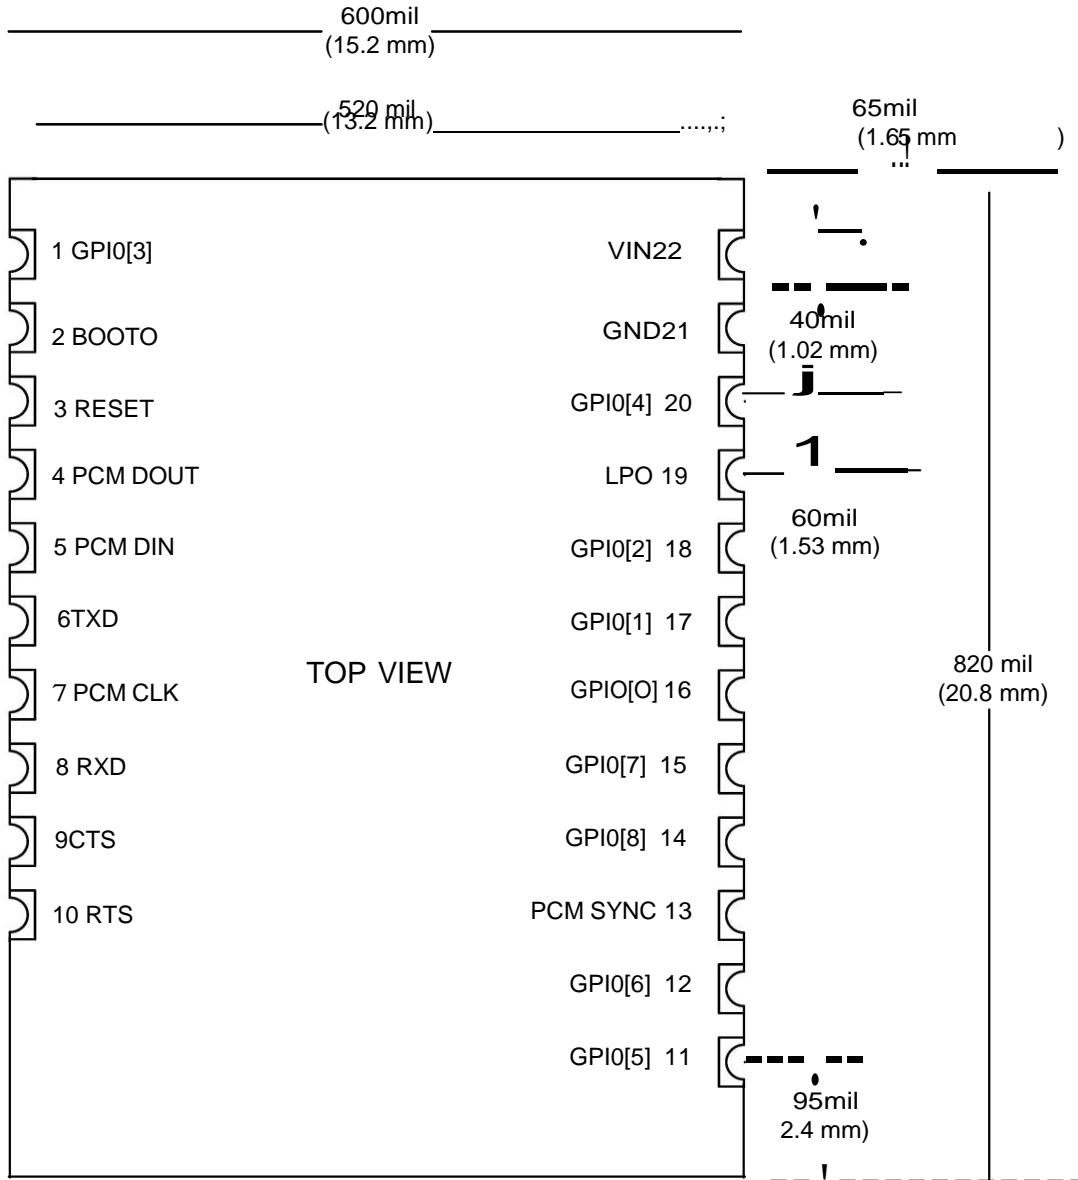 600mil
(15.2 mm)
520 mil
(13.2 mm)
65mil
(1.65 mm )
1 GPI0[3]
VIN22
2 BOOTO
GND21
40mil
(1.02 mm)
3 RESET
GPI0[4] 20
4 PCM DOUT
LPO 19
1
60mil
(1.53 mm)
5 PCM DIN
GPI0[2] 18
6TXD
GPI0[1] 17
TOP VIEW
820 mil
(20.8 mm)
7 PCM CLK
GPIO[O] 16
8 RXD
GPI0[7] 15
9CTS
GPI0[8] 14
10 RTS
PCM SYNC 13
GPI0[6] 12
GPI0[5] 11
95mil
2.4 mm)